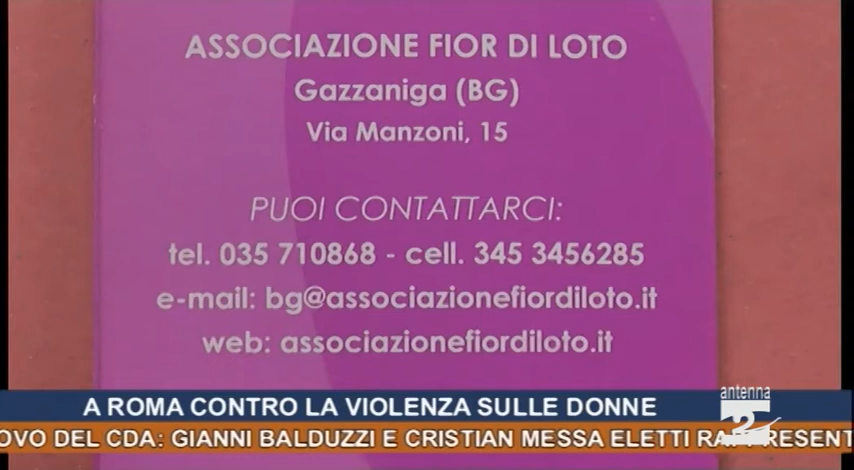 ASSOCIAZIONE FIOR DI LOTO
Gazzaniga (BG)
Via Manzoni, 15
PUOI CONTATTARCI:
tel. 035 710868 - cell. 345 3456285
e-mail: bg@associazionefiordiloto.it
web: associazionefiordiloto.it
antenna
2
A ROMA CONTRO LA VIOLENZA SULLE DONNE
OVO DEL CDA: GIANNI BALDUZZI E CRISTIAN MESSA ELETTI